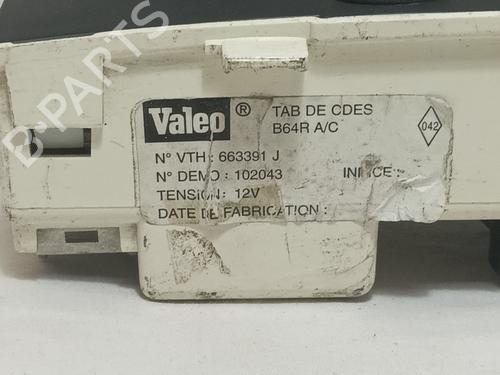 B-PARTS
Valeo ® TAB DE CDES
B64R A/C
042
N° VTH : 663391 J
N° DEMO : 102043 INDICE :
TENSION : 12V
DATE DE FABRICATION :